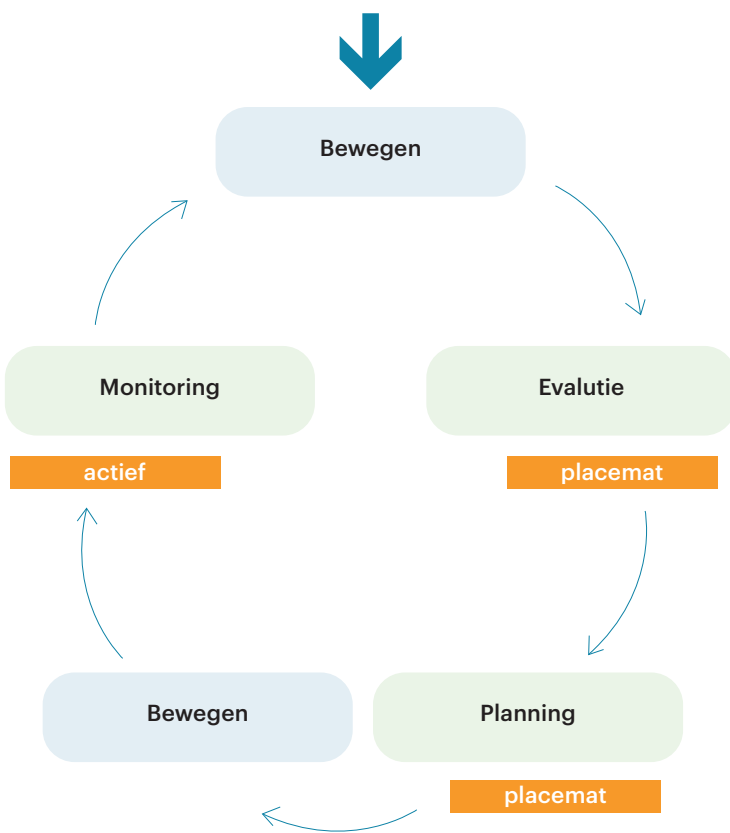 Bewegen
Monitoring
Evalutie
actief
placemat
Bewegen
Planning
placemat